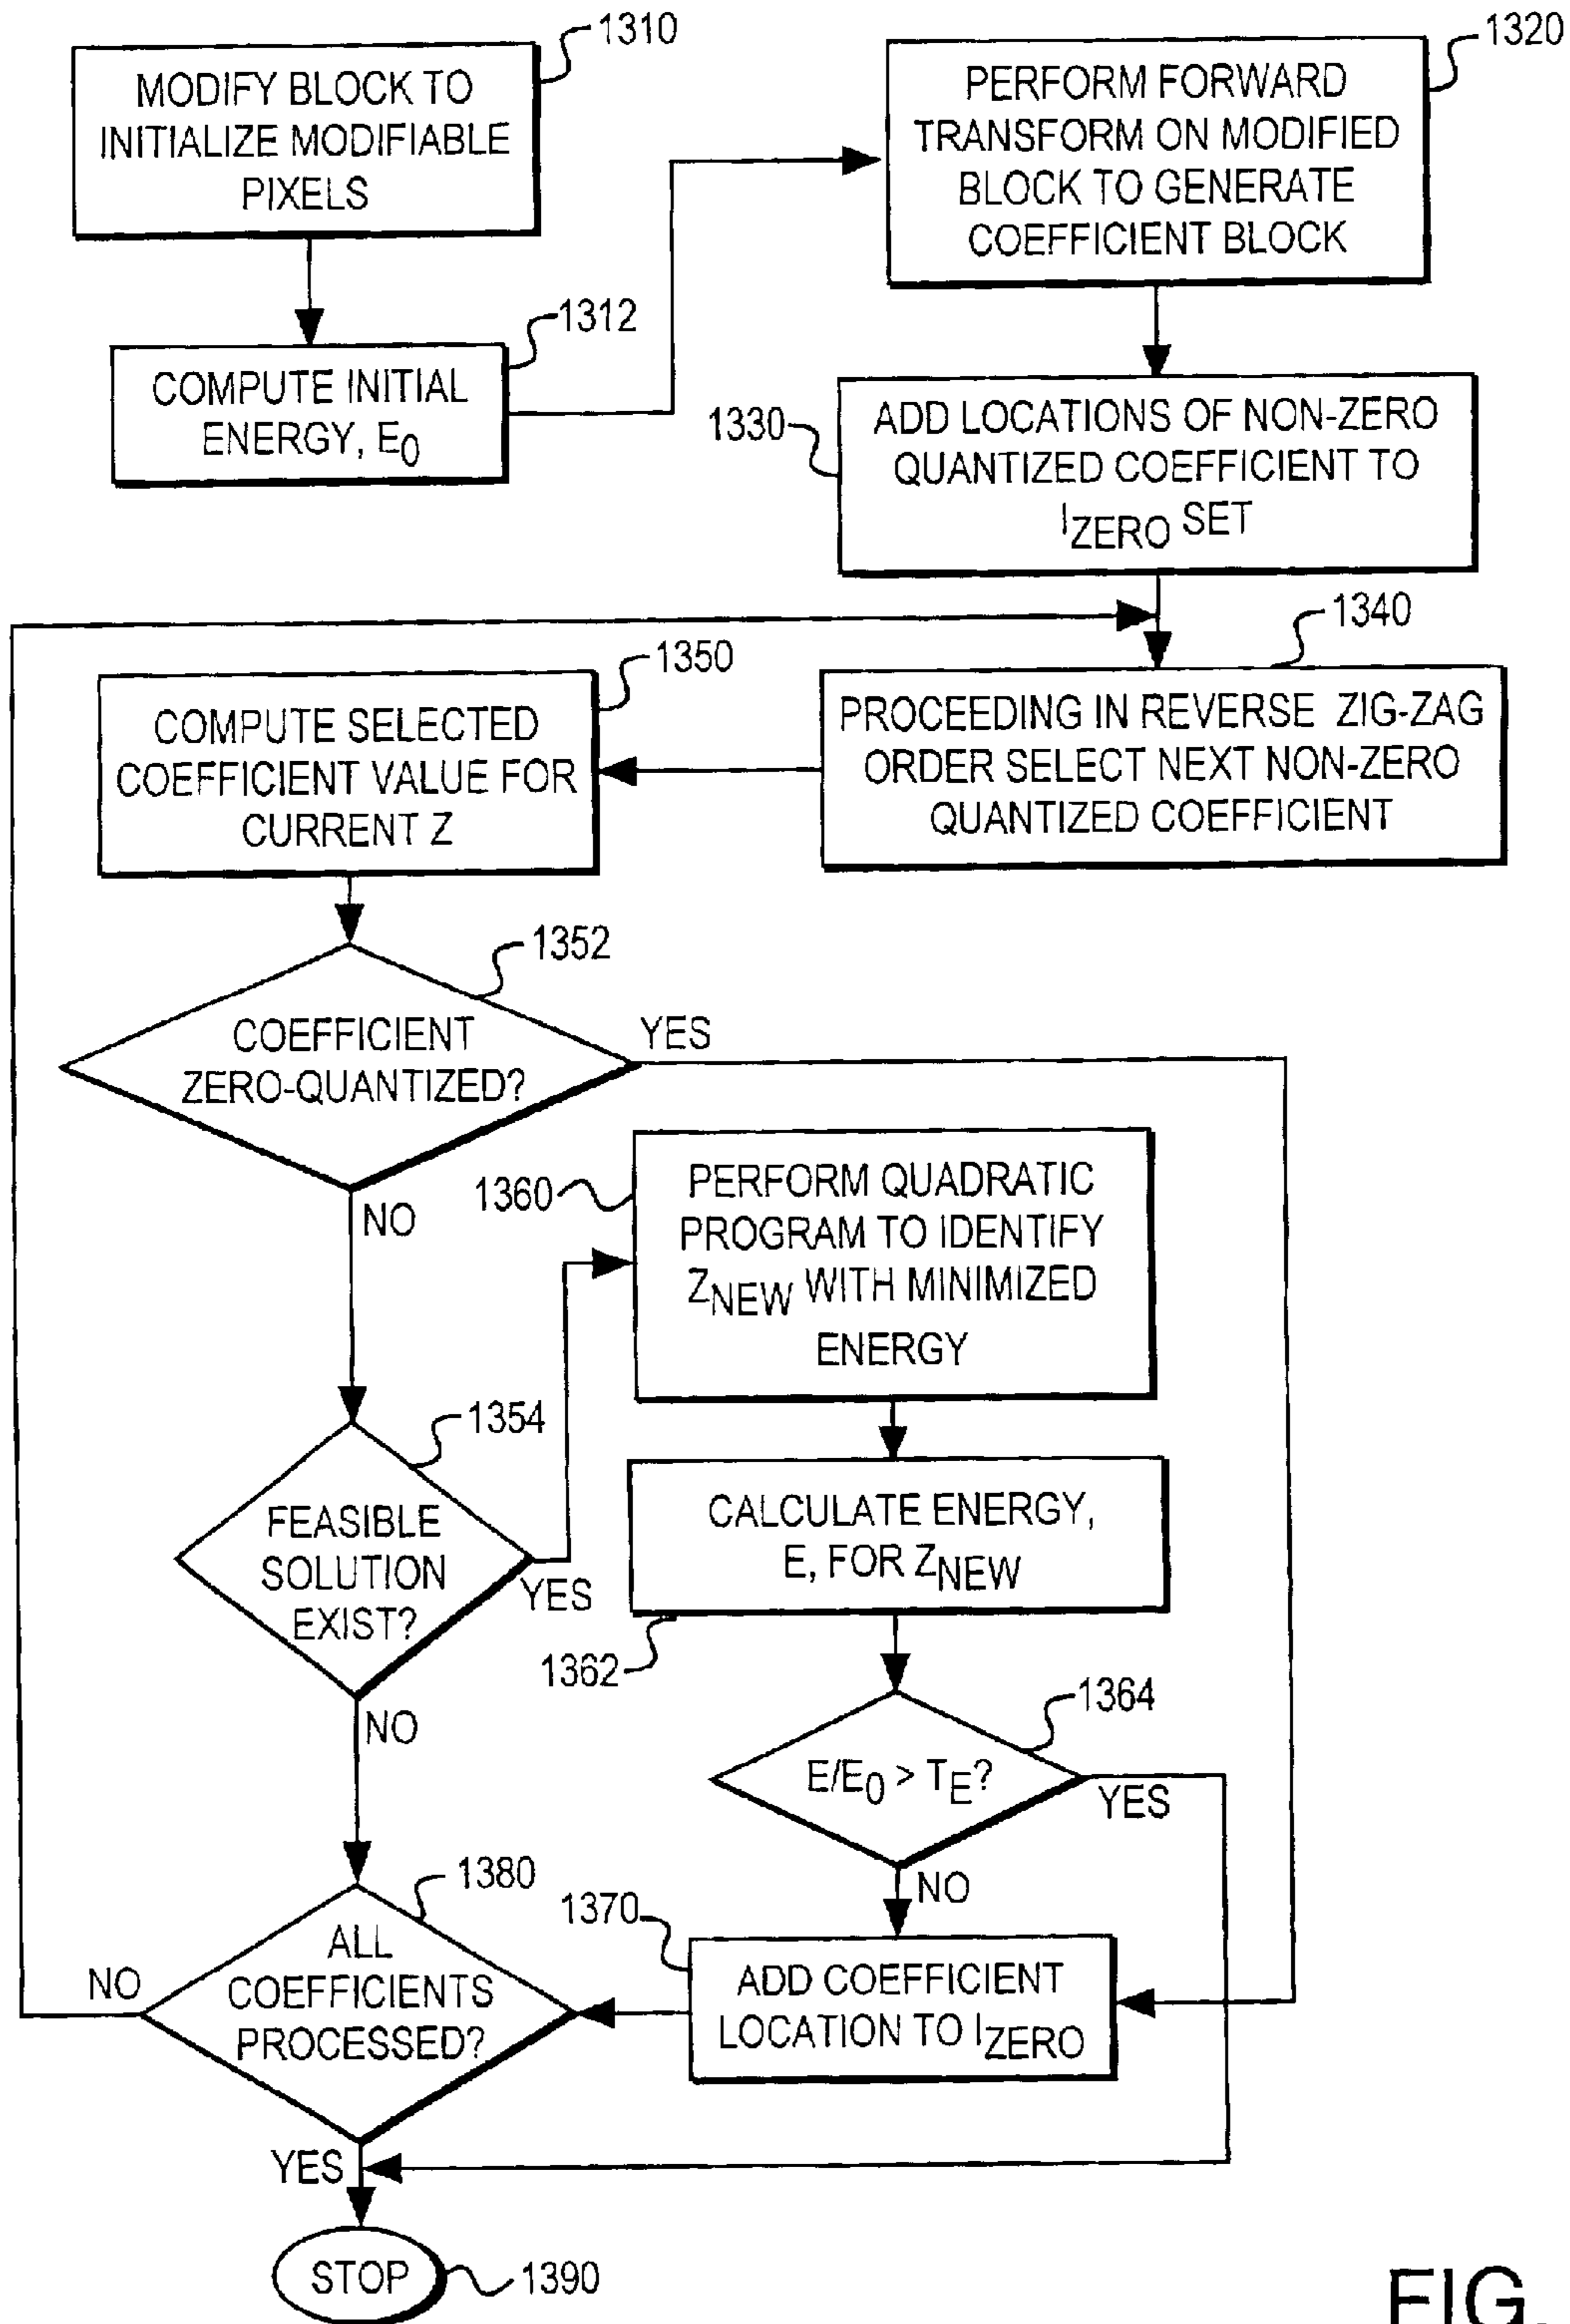 1310
MODIFY BLOCK TO
INITIALIZE MODIFIABLE
PIXELS
1312
COMPUTE INITIAL
ENERGY, E0
1320
PERFORM FORWARD
TRANSFORM ON MODIFIED
BLOCK TO GENERATE
COEFFICIENT BLOCK
1330
ADD LOCATIONS OF NON-ZERO
QUANTIZED COEFFICIENT TO
IZERO SET
1340
PROCEEDING IN REVERSE ZIG-ZAG
ORDER SELECT NEXT NON-ZERO
QUANTIZED COEFFICIENT
1350
COMPUTE SELECTED
COEFFICIENT VALUE FOR
CURRENT Z
1352
COEFFICIENT
ZERO-QUANTIZED?
YES
NO
1354
FEASIBLE
SOLUTION
EXIST?
YES
NO
1360
PERFORM QUADRATIC
PROGRAM TO IDENTIFY
ZNEW WITH MINIMIZED
ENERGY
CALCULATE ENERGY,
E, FOR ZNEW
1362
1364
E/E0 > TE?
YES
NO
1370
ADD COEFFICIENT
LOCATION TO IZERO
1380
ALL
COEFFICIENTS
PROCESSED?
NO
YES
STOP
1390
FIG.